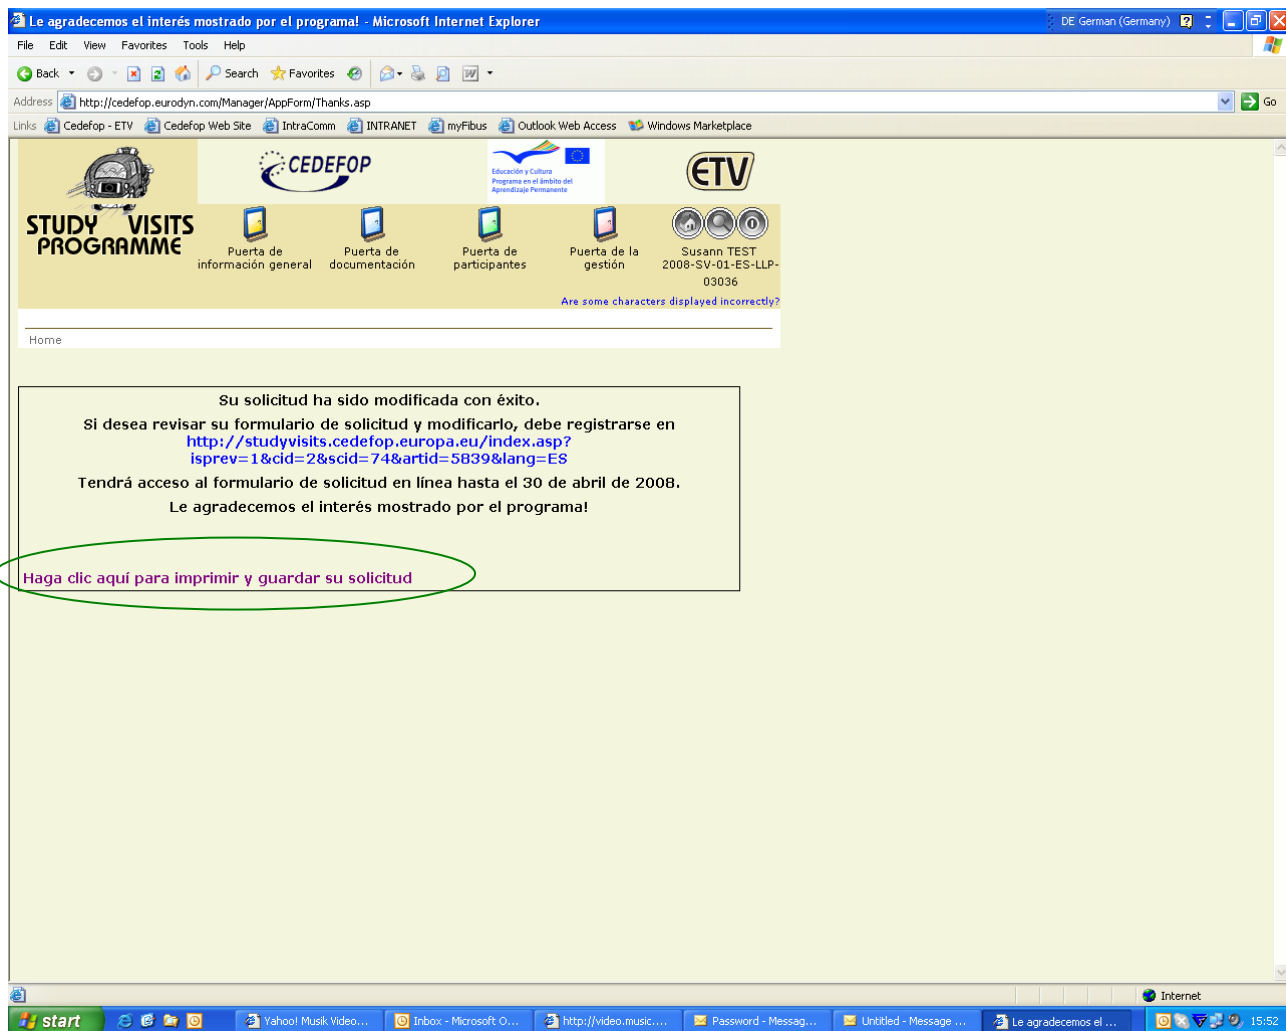 Le agradecemos el interés mostrado por el programa! - Microsoft Internet Explorer
DE German (Germany)
File Edit View Favorites Tools Help
Back Search Favorites
Address http://cedefop.eurodyn.com/Manager/AppForm/Thanks.asp Go
Links Cedefop - ETV Cedefop Web Site IntraComm INTRANET myFibus Outlook Web Access Windows Marketplace
CEDEFOP
Educación y Cultura
Programa en el ámbito del
Aprendizaje Permanente
ETV
STUDY VISITS
PROGRAMME
Puerta de
información general
Puerta de
documentación
Puerta de
participantes
Puerta de la
gestión
Susann TEST
2008-SV-01-ES-LLP-
03036
Are some characters displayed incorrectly?
Home
Su solicitud ha sido modificada con éxito.
Si desea revisar su formulario de solicitud y modificarlo, debe registrarse en
http://studyvisits.cedefop.europa.eu/index.asp?
isprev=1&cid=2&scid=74&artid=5839&lang=ES
Tendrá acceso al formulario de solicitud en línea hasta el 30 de abril de 2008.
Le agradecemos el interés mostrado por el programa!
Haga clic aquí para imprimir y guardar su solicitud
Internet
start Yahoo! Musik Video... Inbox - Microsoft O... http://video.music.... Password - Messag... Untitled - Message ... Le agradecemos el ... 15:52